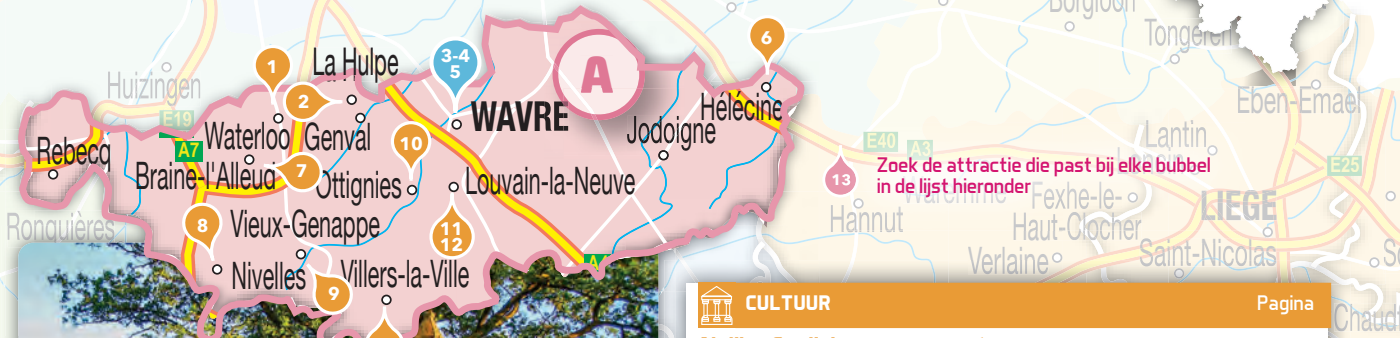 Borgloon
Tongeren
6
1
La Hulpe
3-4
5
A
Huizingen
2
Hélécine
Eben-Emael
E19
Waterloo
Genval
WAVRE
Jodoigne
Lantin
E40
A3
Rebecq
A7
10
E25
Braine-l'Alleud
7
Ottignies
Louvain-la-Neuve
13
Zoek de attractie die past bij elke bubbel
in de lijst hieronder
Waremme
Fexhe-le-
Haut-Clocher
Hannut
LIEGE
Ronquières
8
Vieux-Genappe
11
12
Saint-Nicolas
Verlaine
Nivelles
9
Villers-la-Ville
CULTUUR
Pagina